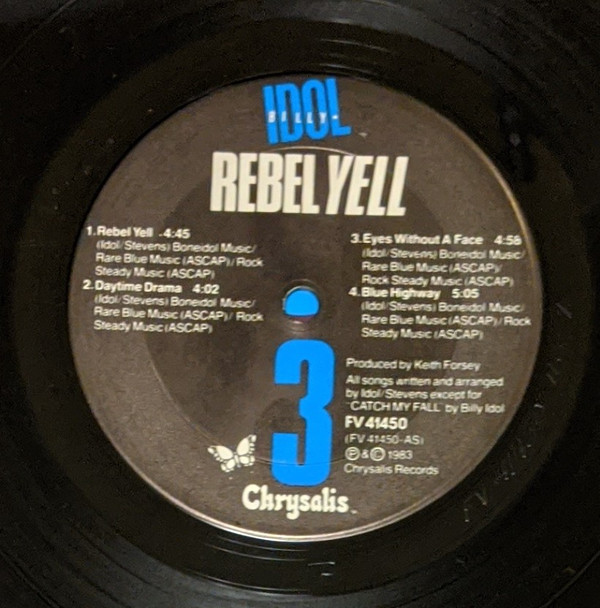 IDOL
BILLY
REBEL YELL
1. Rebel Yell - 4:45
(Idol/Stevens) Boneidol Music/
Rare Blue Music (ASCAP)/Rock
Steady Music (ASCAP)
2. Daytime Drama 4:02
(Idol/Stevens) Boneidol Music/
Rare Blue Music (ASCAP)/Rock
Steady Music (ASCAP)
3. Eyes Without A Face 4:58
(Idol/Stevens) Boneidol Music/
Rare Blue Music (ASCAP)/
Rock Steady Music (ASCAP)
4. Blue Highway 5:05
(Idol/Stevens) Boneidol Music/
Rare Blue Music (ASCAP)/Rock
Steady Music (ASCAP)
3
Produced by Keith Forsey
All songs written and arranged
by Idol/Stevens except for
"CATCH MY FALL" by Billy Idol
FV 41450
(FV 41450-AS)
℗ & © 1983
Chrysalis Records
Chrysalis™